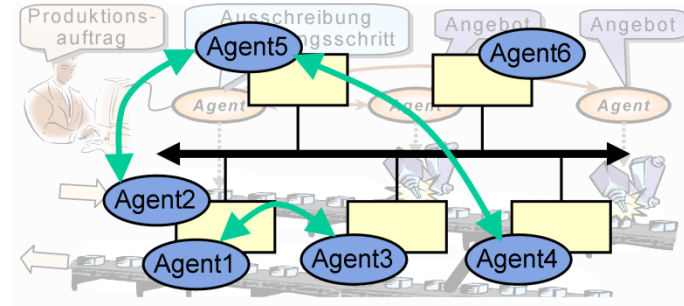 Produktions-
auftrag
Ausschreibung
Angebot
Angebot
Agent5
Agent6
Agent
Agent
Agent
Agent2
Agent1
Agent3
Agent4